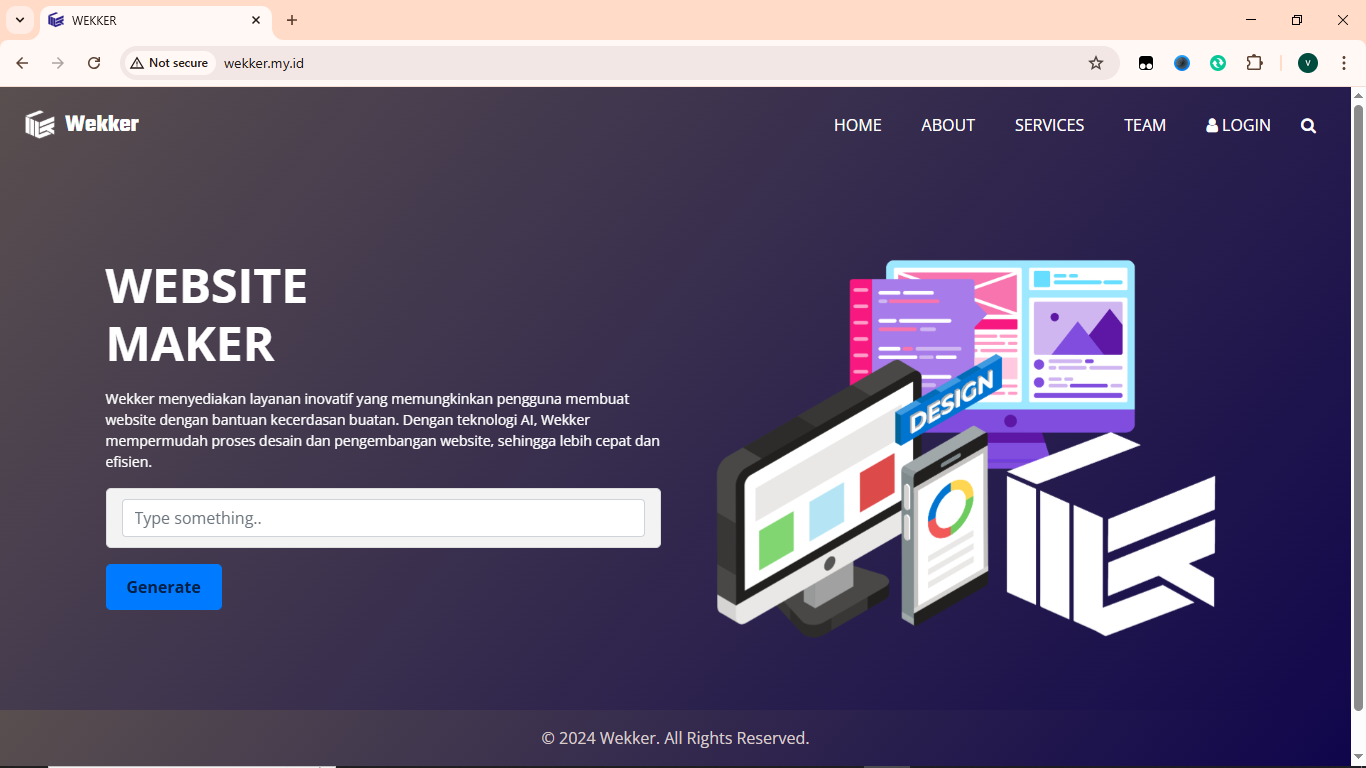 WEKKER
Not secure
wekker.my.id
V
Wekker
HOME
ABOUT
SERVICES
TEAM
LOGIN
WEBSITE
MAKER
Wekker menyediakan layanan inovatif yang memungkinkan pengguna membuat
website dengan bantuan kecerdasan buatan. Dengan teknologi AI, Wekker
mempermudah proses desain dan pengembangan website, sehingga lebih cepat dan
efisien.
Type something..
Generate
DESIGN
© 2024 Wekker. All Rights Reserved.